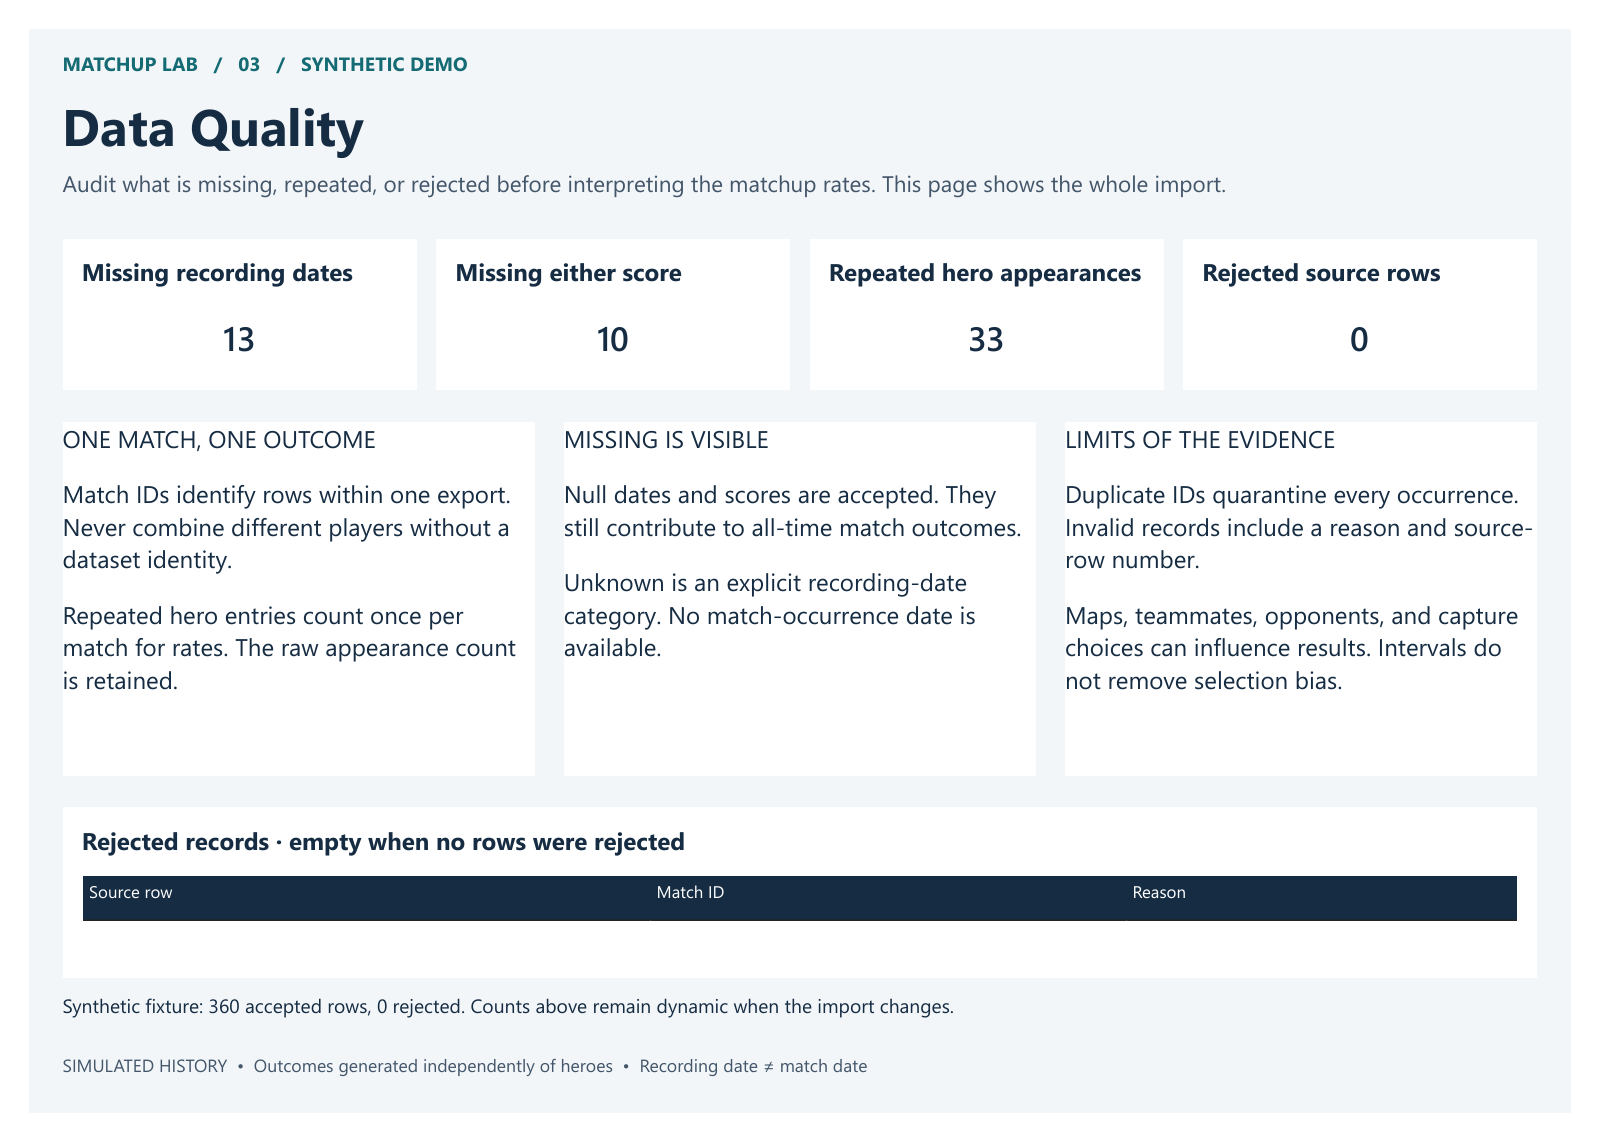 MATCHUP LAB / 03 / SYNTHETIC DEMO
Data Quality
Audit what is missing, repeated, or rejected before interpreting the matchup rates. This page shows the whole import.
Missing recording dates
13
Missing either score
10
Repeated hero appearances
33
Rejected source rows
0
ONE MATCH, ONE OUTCOME
Match IDs identify rows within one export.
Never combine different players without a
dataset identity.
Repeated hero entries count once per
match for rates. The raw appearance count
is retained.
MISSING IS VISIBLE
Null dates and scores are accepted. They
still contribute to all-time match outcomes.
Unknown is an explicit recording-date
category. No match-occurrence date is
available.
LIMITS OF THE EVIDENCE
Duplicate IDs quarantine every occurrence.
Invalid records include a reason and source-
row number.
Maps, teammates, opponents, and capture
choices can influence results. Intervals do
not remove selection bias.
Rejected records · empty when no rows were rejected
Source row Match ID Reason
Synthetic fixture: 360 accepted rows, 0 rejected. Counts above remain dynamic when the import changes.
SIMULATED HISTORY • Outcomes generated independently of heroes • Recording date ≠ match date